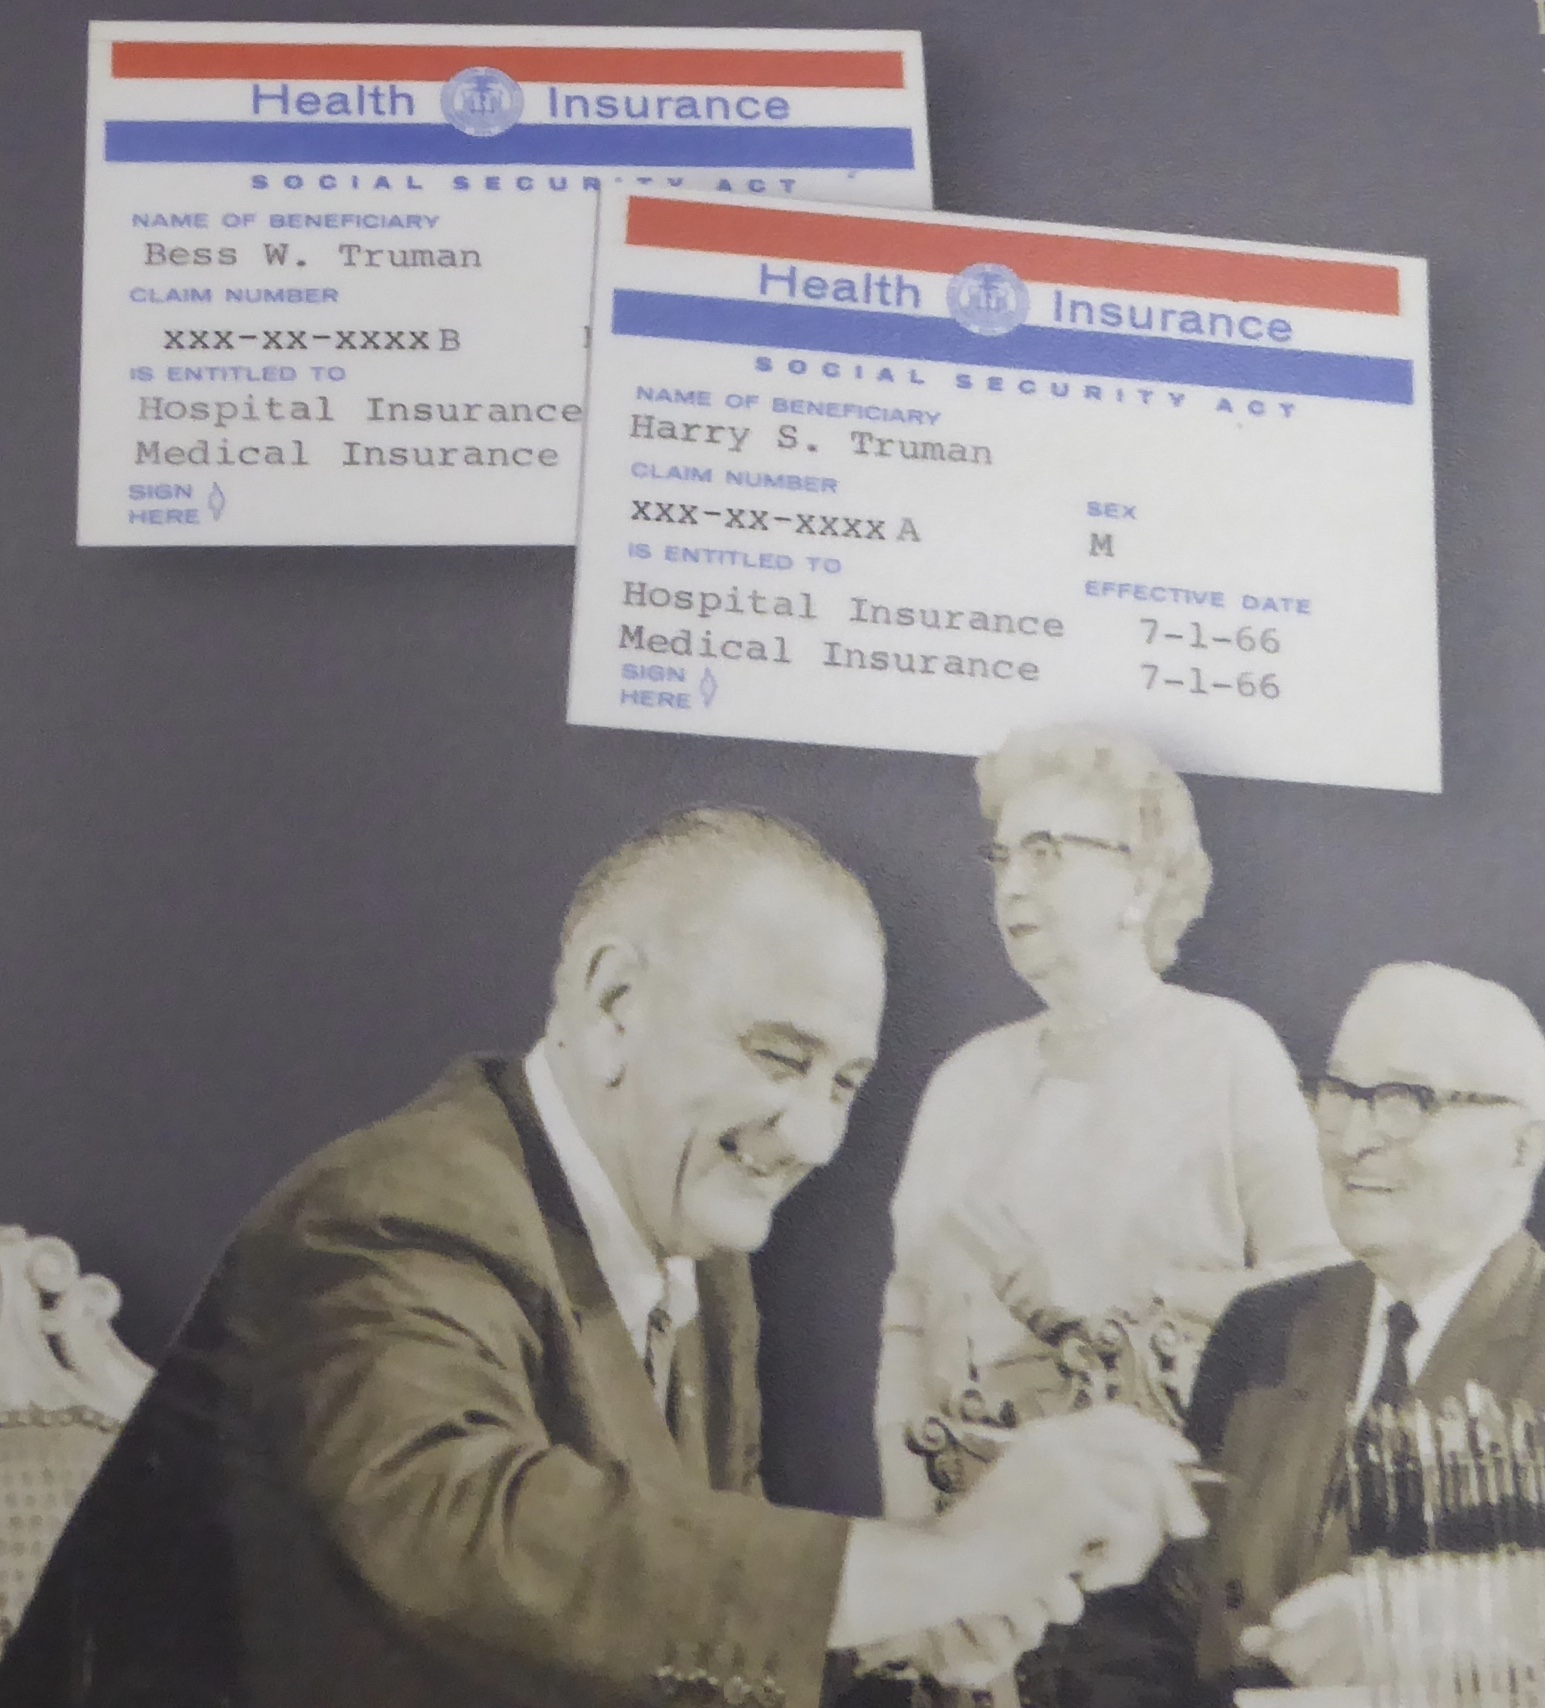 Health Insurance
SOCIAL SECURITY ACT
NAME OF BENEFICIARY
Bess W. Truman
CLAIM NUMBER
xxx-xx-xxxx B
IS ENTITLED TO
Hospital Insurance
Medical Insurance
SIGN
HERE
Health Insurance
SOCIAL SECURITY ACT
NAME OF BENEFICIARY
Harry S. Truman
CLAIM NUMBER
xxx-xx-xxxx A
SEX
M
IS ENTITLED TO
EFFECTIVE DATE
Hospital Insurance 7-1-66
Medical Insurance 7-1-66
SIGN
HERE